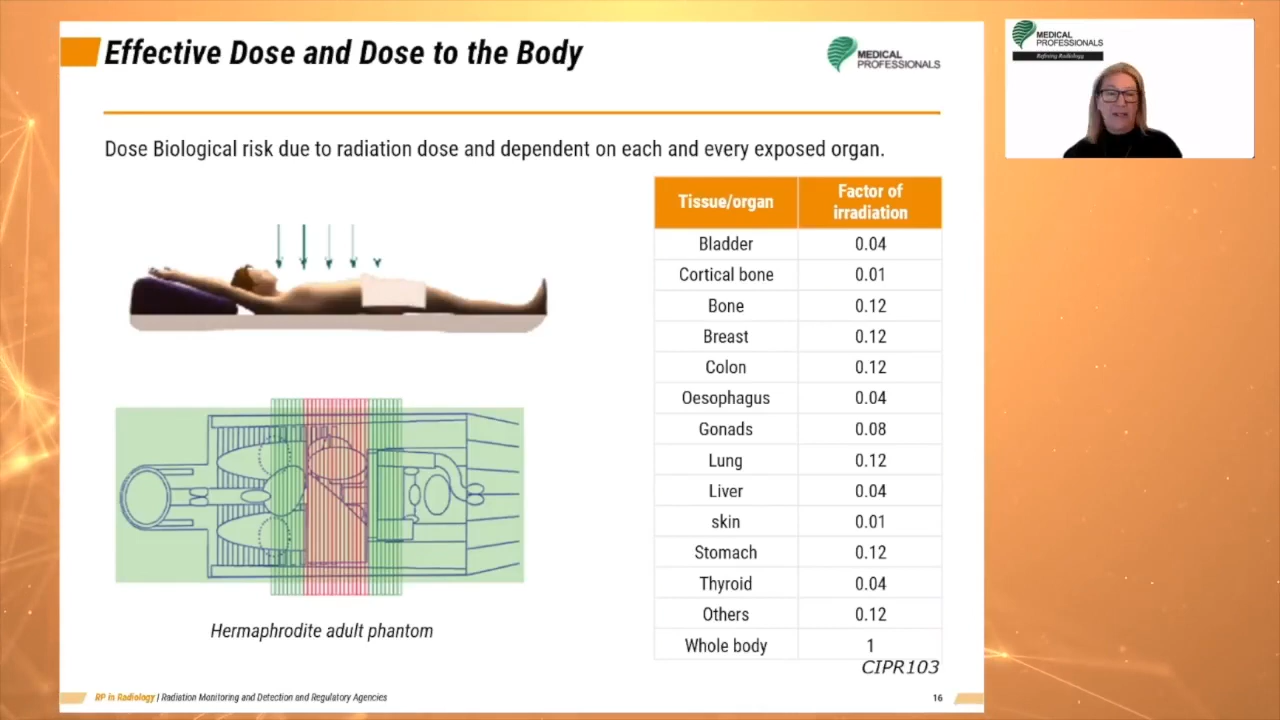 Effective Dose and Dose to the Body
MEDICAL
PROFESSIONALS
MEDICAL
PROFESSIONALS
Refining Radiology
Dose Biological risk due to radiation dose and dependent on each and every exposed organ.
Tissue/organ Factor of irradiation
Bladder 0.04
Cortical bone 0.01
Bone 0.12
Breast 0.12
Colon 0.12
Oesophagus 0.04
Gonads 0.08
Lung 0.12
Liver 0.04
skin 0.01
Stomach 0.12
Thyroid 0.04
Others 0.12
Whole body 1
CIPR103
Hermaphrodite adult phantom
RP in Radiology | Radiation Monitoring and Detection and Regulatory Agencies
16